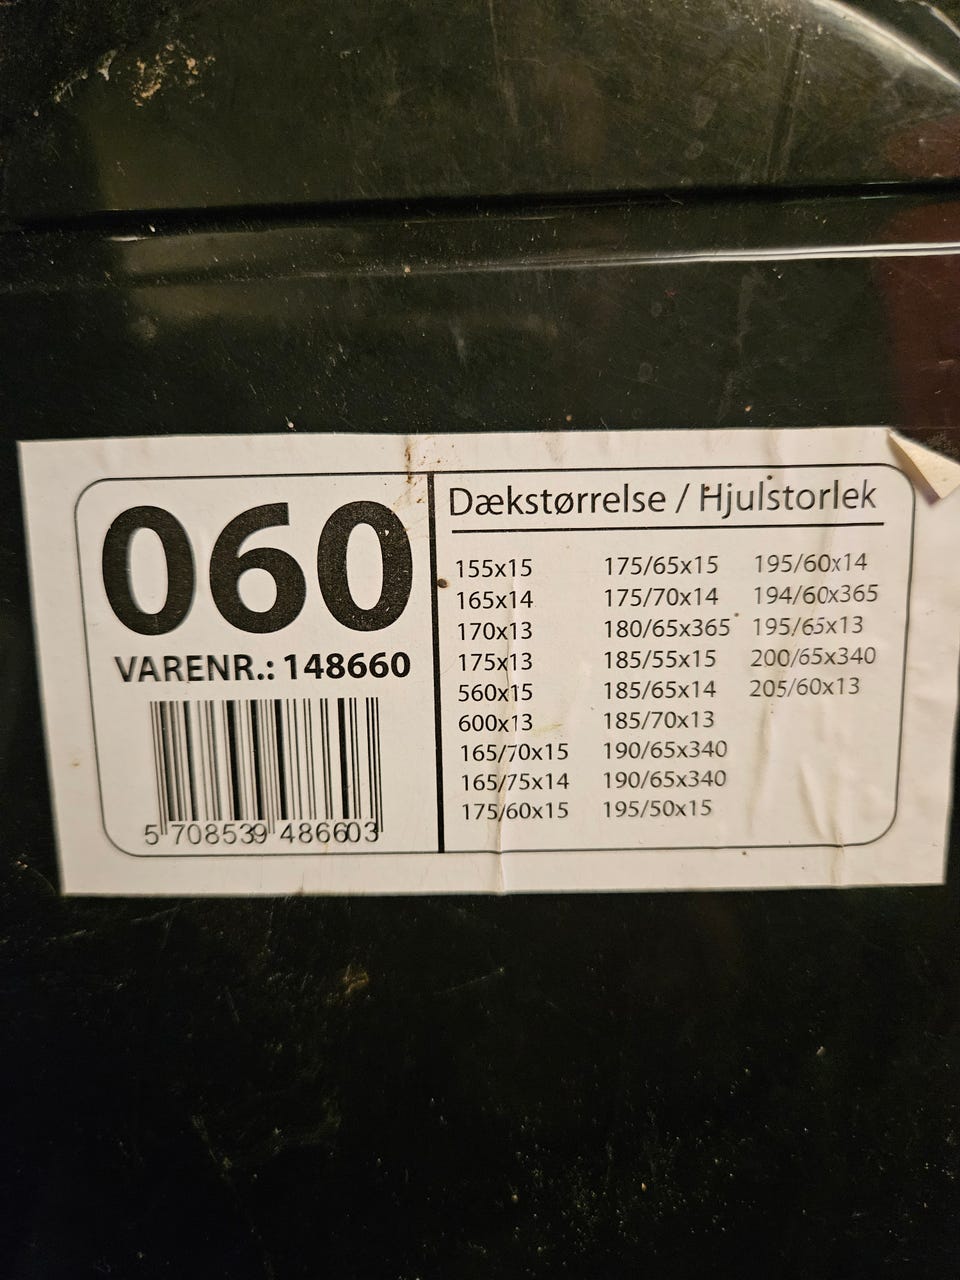 060
VARENR.: 148660
5 708539 486603
Dækstørrelse / Hjulstorlek
155x15
165x14
170x13
175x13
560x15
600x13
165/70x15
165/75x14
175/60x15
175/65x15
175/70x14
180/65x365
185/55x15
185/65x14
185/70x13
190/65x340
190/65x340
195/50x15
195/60x14
194/60x365
195/65x13
200/65x340
205/60x13